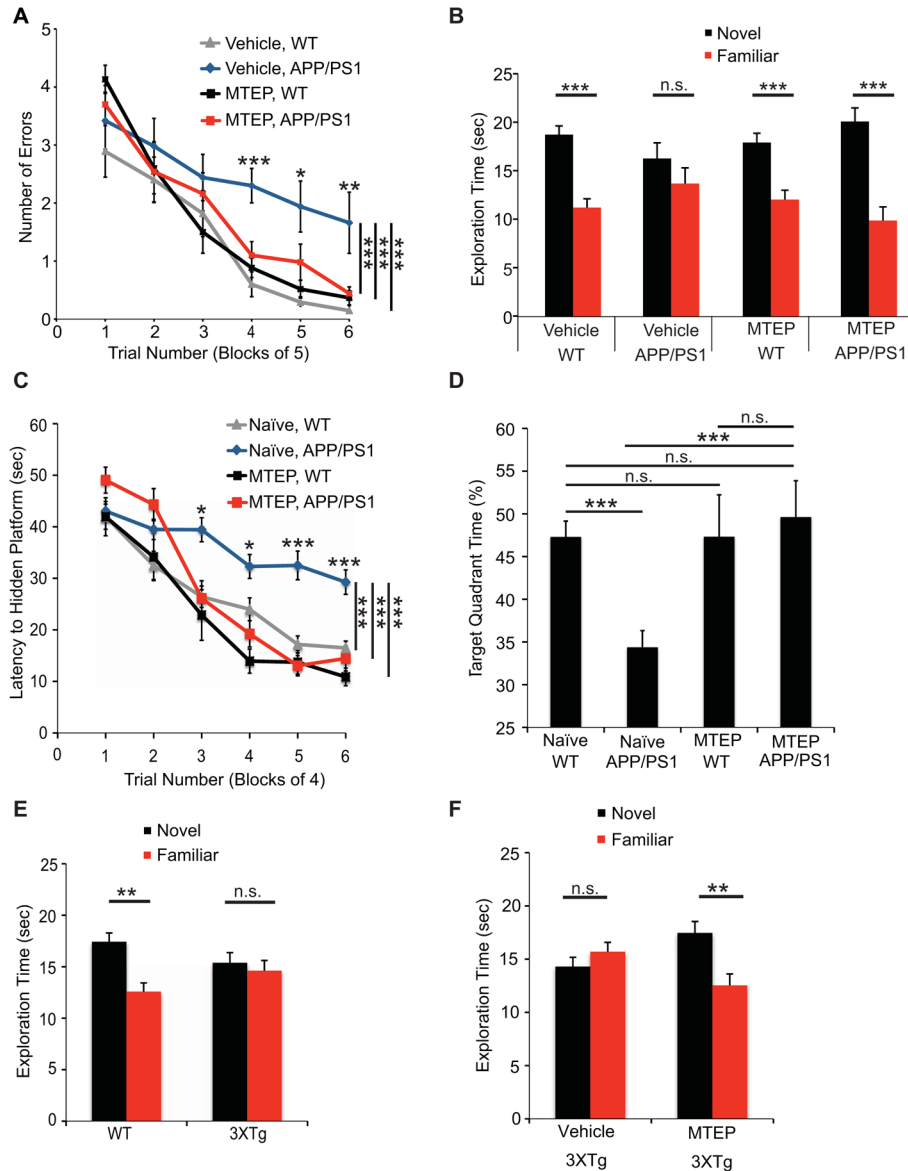 A
Number of Errors
5
4
3
2
1
0
Vehicle, WT
Vehicle, APP/PS1
MTEP, WT
MTEP, APP/PS1
***
*
**
***
***
***
0 1 2 3 4 5 6
Trial Number (Blocks of 5)
B
Novel
Familiar
Exploration Time (sec)
25
20
15
10
5
0
***
n.s.
***
***
Vehicle
WT
Vehicle
APP/PS1
MTEP
WT
MTEP
APP/PS1
C
Latency to Hidden Platform (sec)
60
50
40
30
20
10
0
Naïve, WT
Naïve, APP/PS1
MTEP, WT
MTEP, APP/PS1
*
*
***
***
***
***
***
0 1 2 3 4 5 6
Trial Number (Blocks of 4)
D
Target Quadrant Time (%)
60
55
50
45
40
35
30
25
n.s.
***
n.s.
n.s.
***
Naïve
WT
Naïve
APP/PS1
MTEP
WT
MTEP
APP/PS1
E
Novel
Familiar
Exploration Time (sec)
25
20
15
10
5
0
**
n.s.
WT
3XTg
F
Novel
Familiar
Exploration Time (sec)
25
20
15
10
5
0
n.s.
**
Vehicle
3XTg
MTEP
3XTg